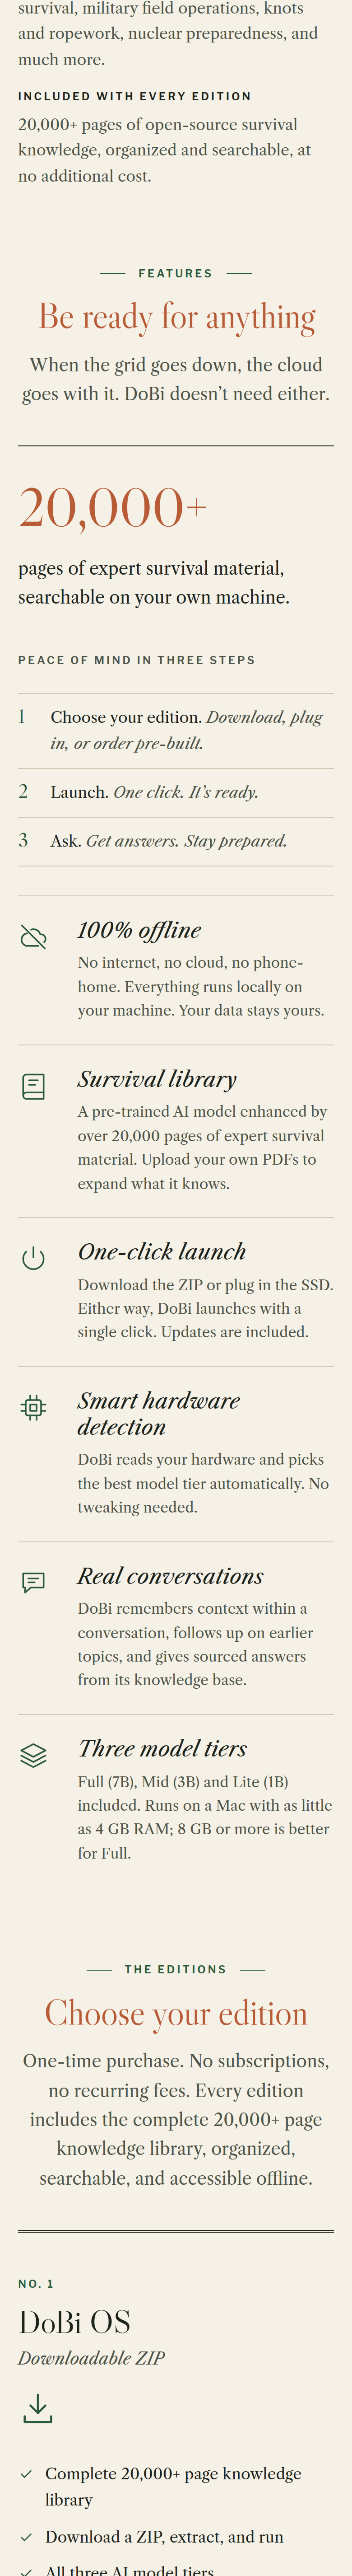 survival, military field operations, knots
and ropework, nuclear preparedness, and
much more.
INCLUDED WITH EVERY EDITION
20,000+ pages of open-source survival
knowledge, organized and searchable, at
no additional cost.
FEATURES
Be ready for anything
When the grid goes down, the cloud
goes with it. DoBi doesn’t need either.
20,000+
pages of expert survival material,
searchable on your own machine.
PEACE OF MIND IN THREE STEPS
1 Choose your edition. Download, plug
in, or order pre-built.
2 Launch. One click. It’s ready.
3 Ask. Get answers. Stay prepared.
100% offline
No internet, no cloud, no phone-
home. Everything runs locally on
your machine. Your data stays yours.
Survival library
A pre-trained AI model enhanced by
over 20,000 pages of expert survival
material. Upload your own PDFs to
expand what it knows.
One-click launch
Download the ZIP or plug in the SSD.
Either way, DoBi launches with a
single click. Updates are included.
Smart hardware
detection
DoBi reads your hardware and picks
the best model tier automatically. No
tweaking needed.
Real conversations
DoBi remembers context within a
conversation, follows up on earlier
topics, and gives sourced answers
from its knowledge base.
Three model tiers
Full (7B), Mid (3B) and Lite (1B)
included. Runs on a Mac with as little
as 4 GB RAM; 8 GB or more is better
for Full.
THE EDITIONS
Choose your edition
One-time purchase. No subscriptions,
no recurring fees. Every edition
includes the complete 20,000+ page
knowledge library, organized,
searchable, and accessible offline.
NO. 1
DoBi OS
Downloadable ZIP
Complete 20,000+ page knowledge
library
Download a ZIP, extract, and run
All three AI model tiers